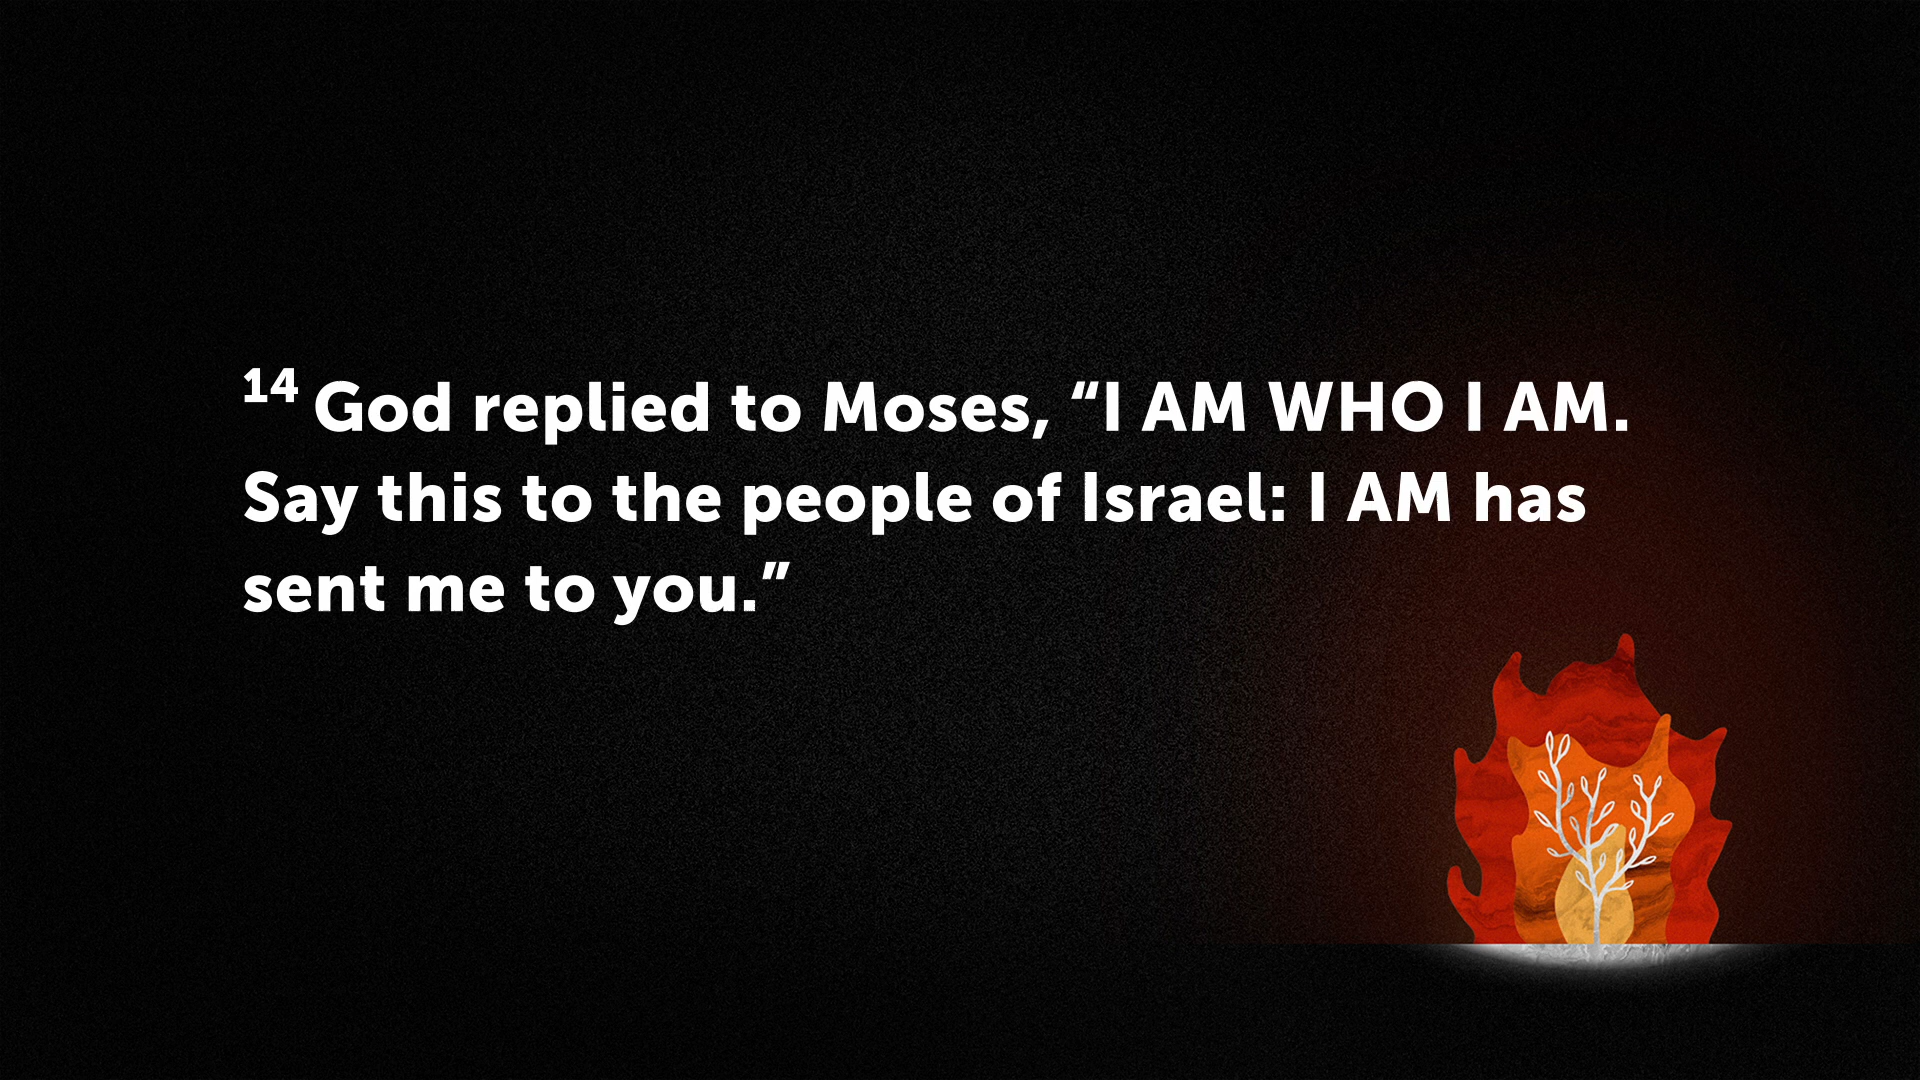 14 God replied to Moses, “I AM WHO I AM.
Say this to the people of Israel: I AM has
sent me to you.”